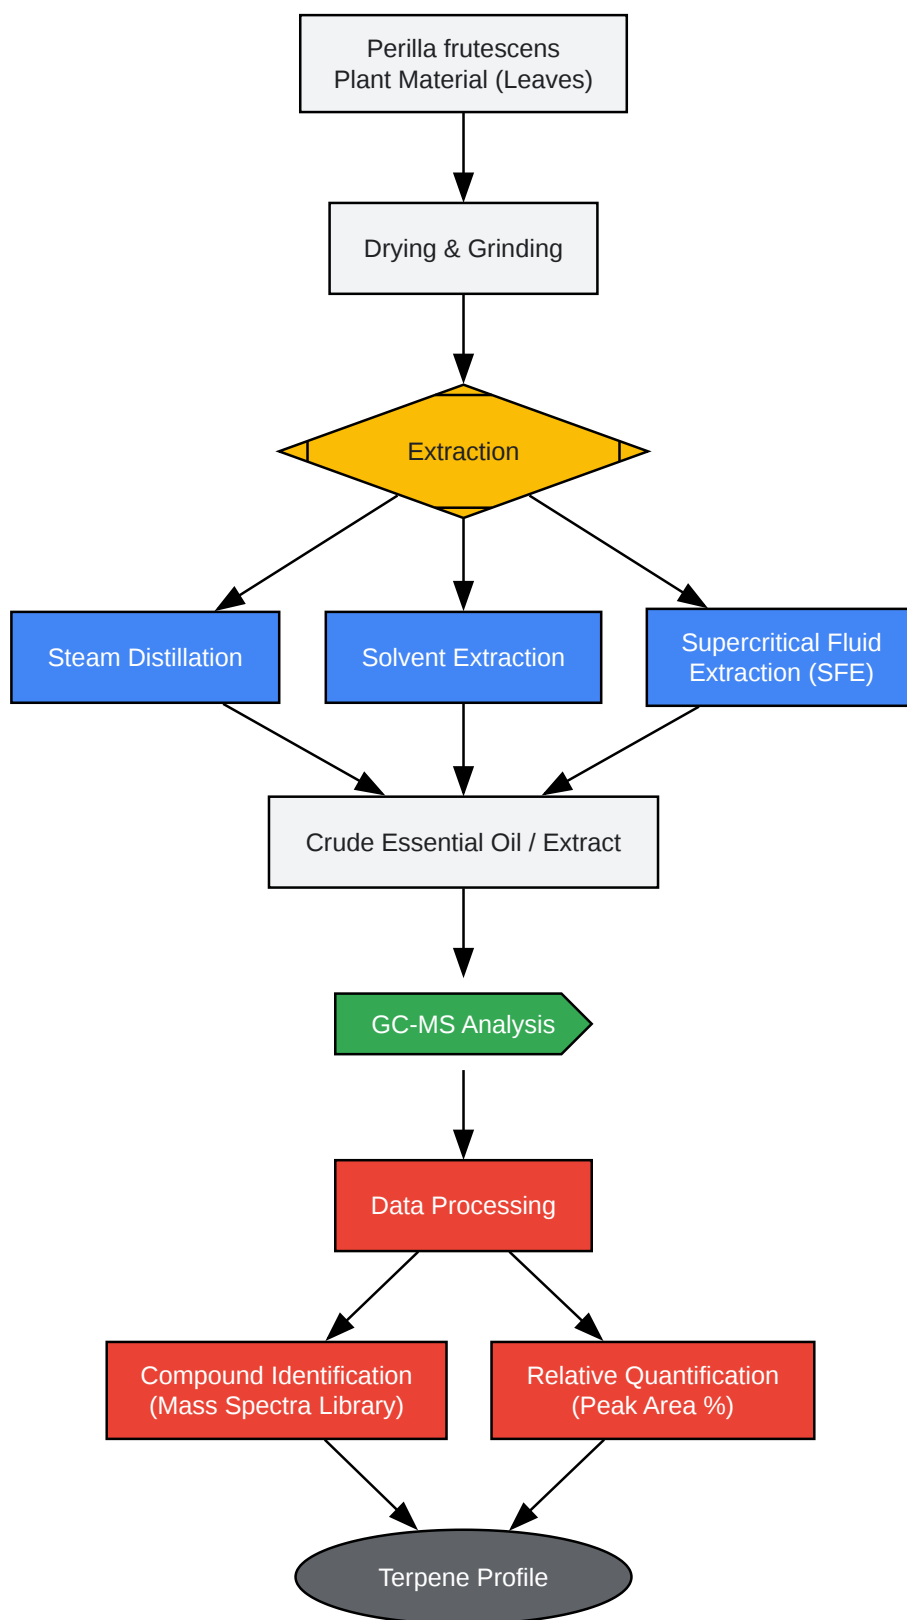 Perilla frutescens
Plant Material (Leaves)
Drying & Grinding
Extraction
Steam Distillation
Solvent Extraction
Supercritical Fluid
Extraction (SFE)
Crude Essential Oil / Extract
GC-MS Analysis
Data Processing
Compound Identification
(Mass Spectra Library)
Relative Quantification
(Peak Area %)
Terpene Profile